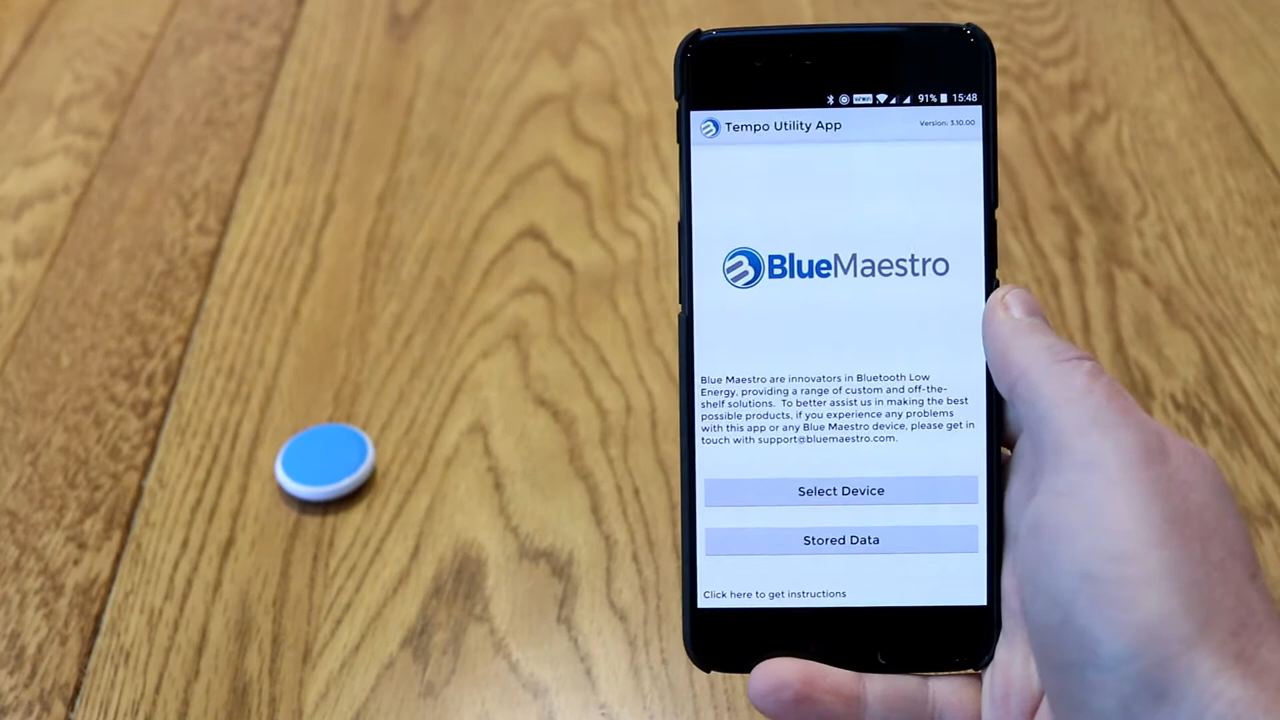 VoWiFi 91% 15:48
Tempo Utility App Version: 3.10.00
BlueMaestro
Blue Maestro are innovators in Bluetooth Low
Energy, providing a range of custom and off-the-
shelf solutions. To better assist us in making the best
possible products, if you experience any problems
with this app or any Blue Maestro device, please get in
touch with support@bluemaestro.com.
Select Device
Stored Data
Click here to get instructions